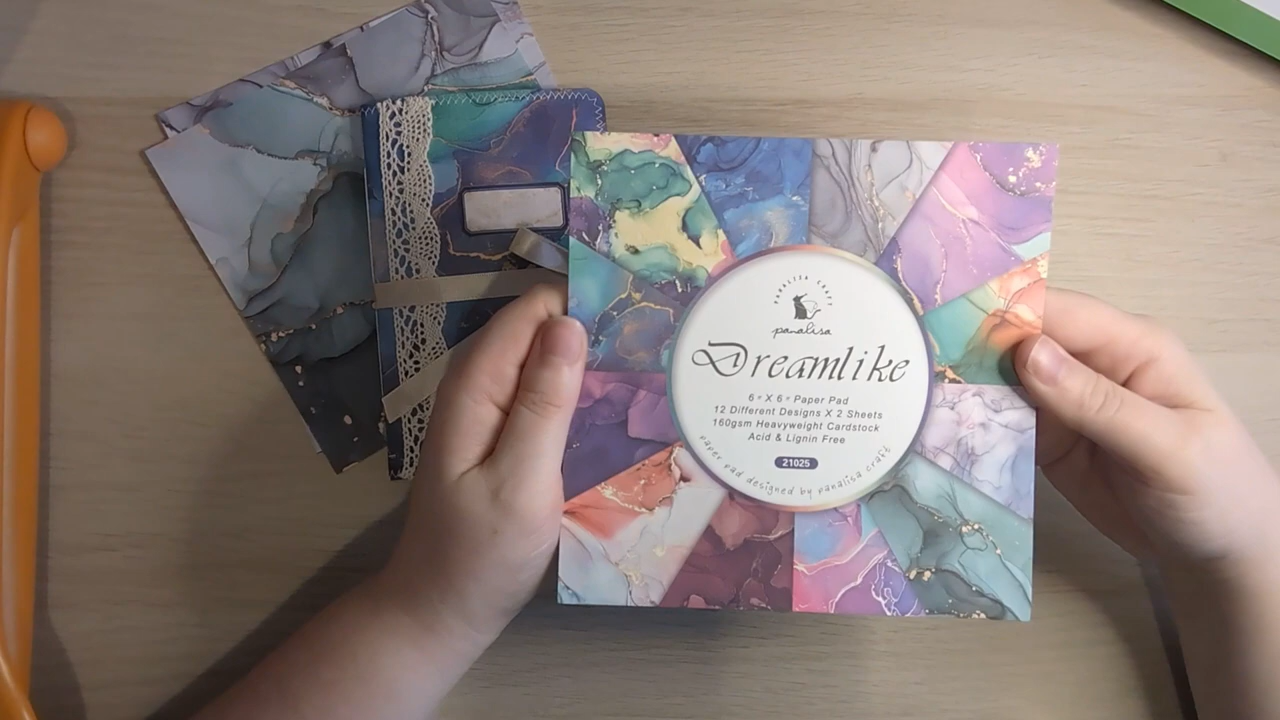 PANALISA CRAFT
panalisa
Dreamlike
6" X 6" Paper Pad
12 Different Designs X 2 Sheets
160gsm Heavyweight Cardstock
Acid & Lignin Free
21025
paper pad designed by panalisa craft